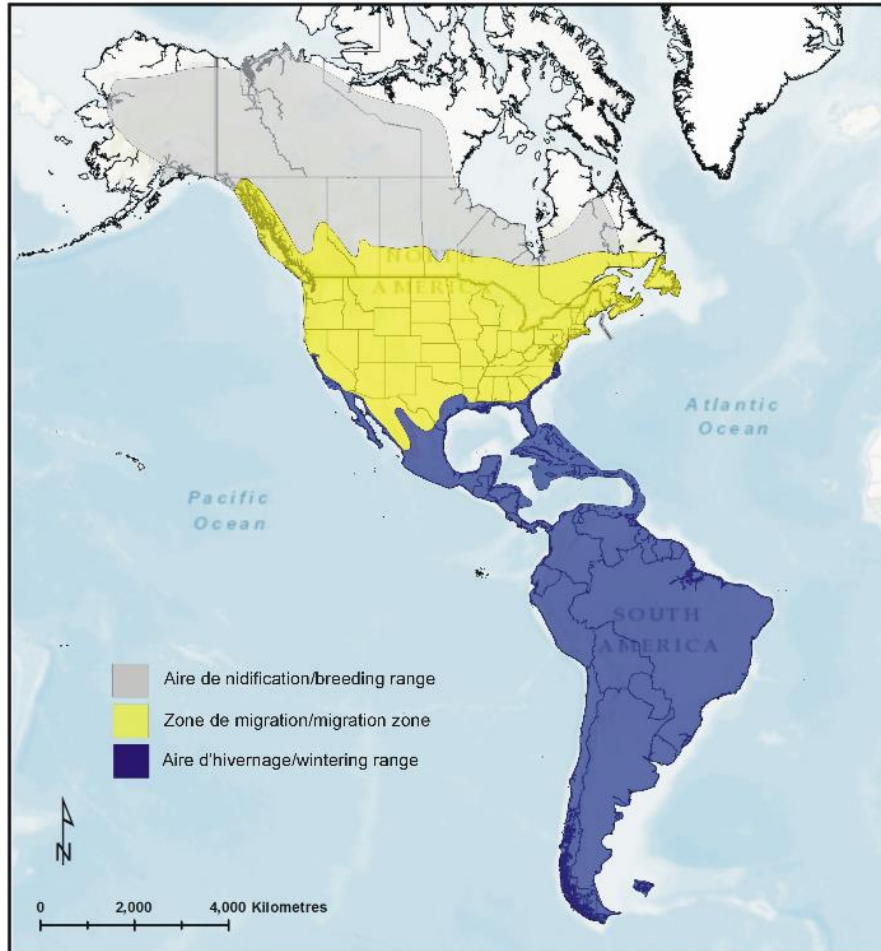 NORTH
AMERICA
Atlantic
Ocean
Pacific
Ocean
SOUTH
AMERICA
Aire de nidification/breeding range
Zone de migration/migration zone
Aire d'hivernage/wintering range
N
0 2,000 4,000 Kilometres